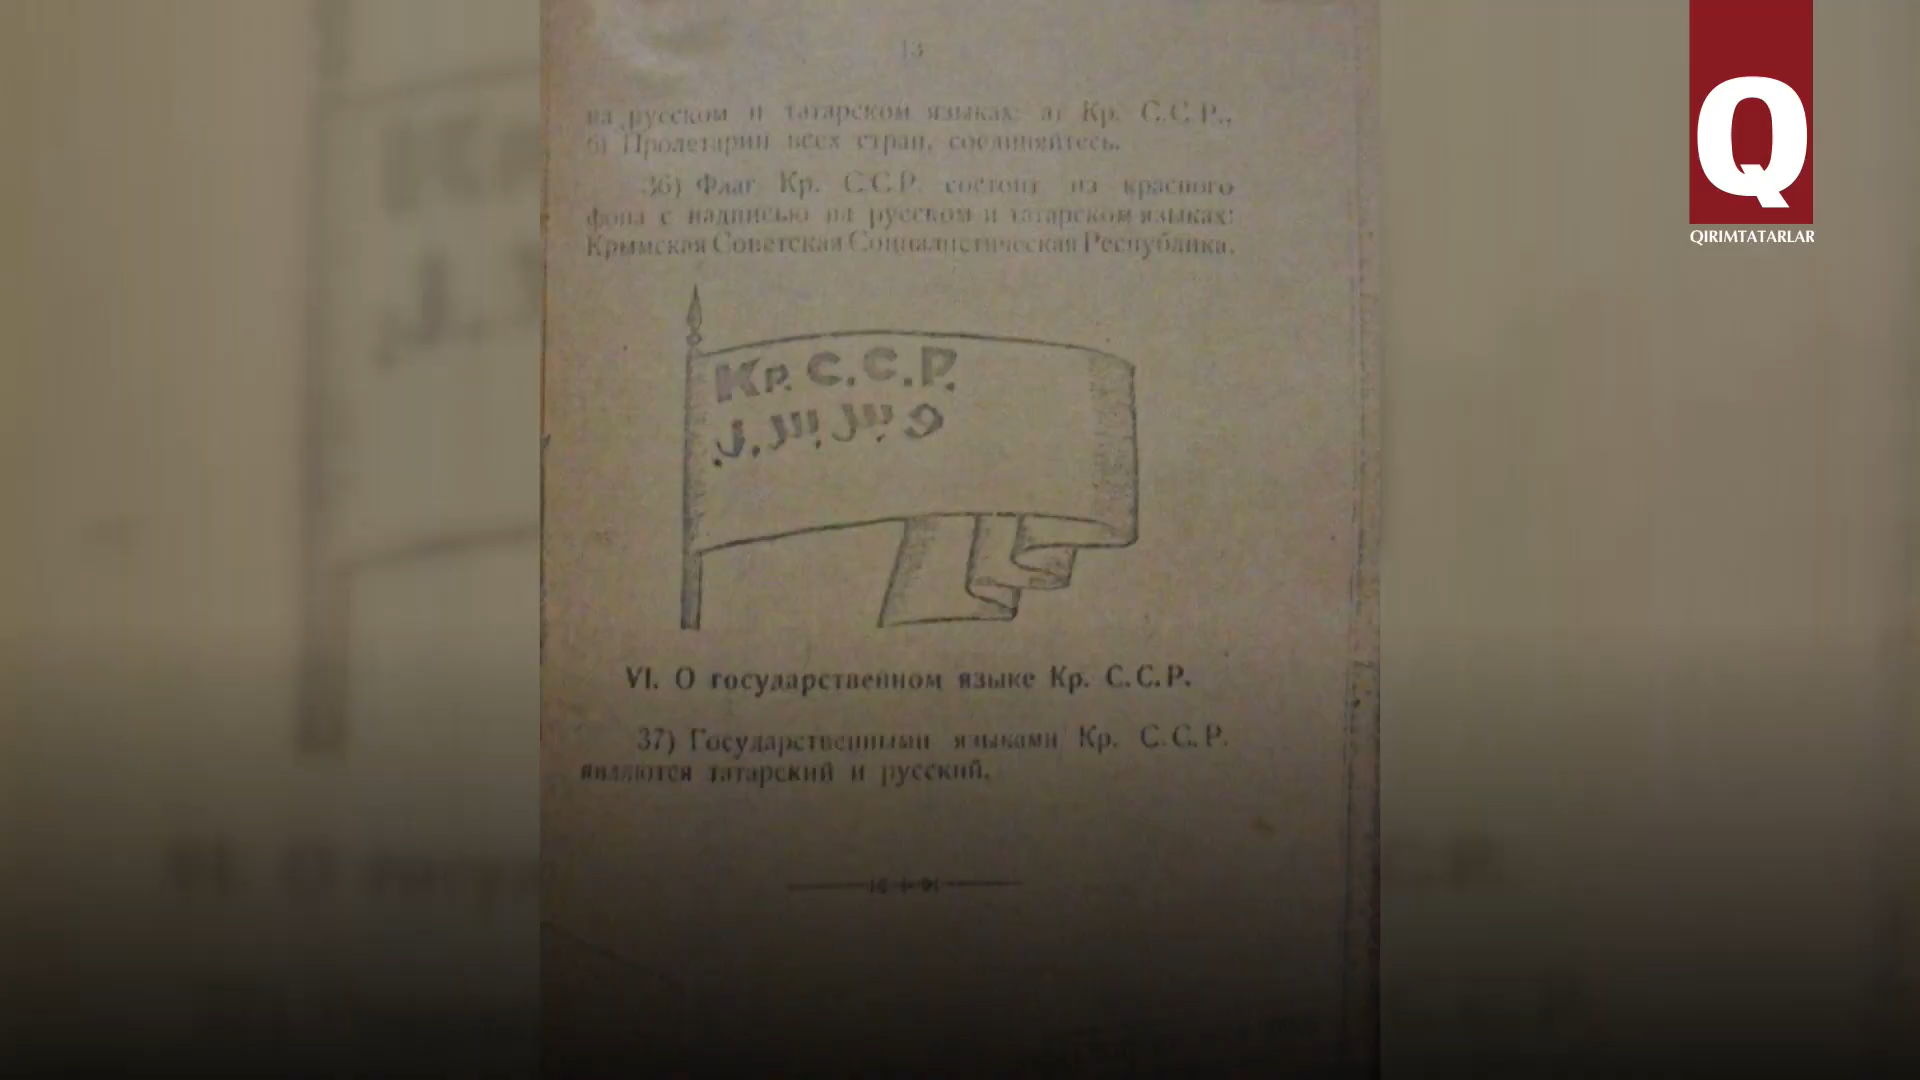 13
на русском и татарском языках: а) Кр. С.С.Р.,
б) Пролетарии всех стран, соединяйтесь.
36) Флаг Кр. С.С.Р. состоит из красного
фона с надписью на русском и татарском языках:
Крымская Советская Социалистическая Республика.
Кр. С.С.Р.
VI. О государственном языке Кр. С.С.Р.
37) Государственными языками Кр. С.С.Р.
являются татарский и русский.
Q
QIRIMTATARLAR